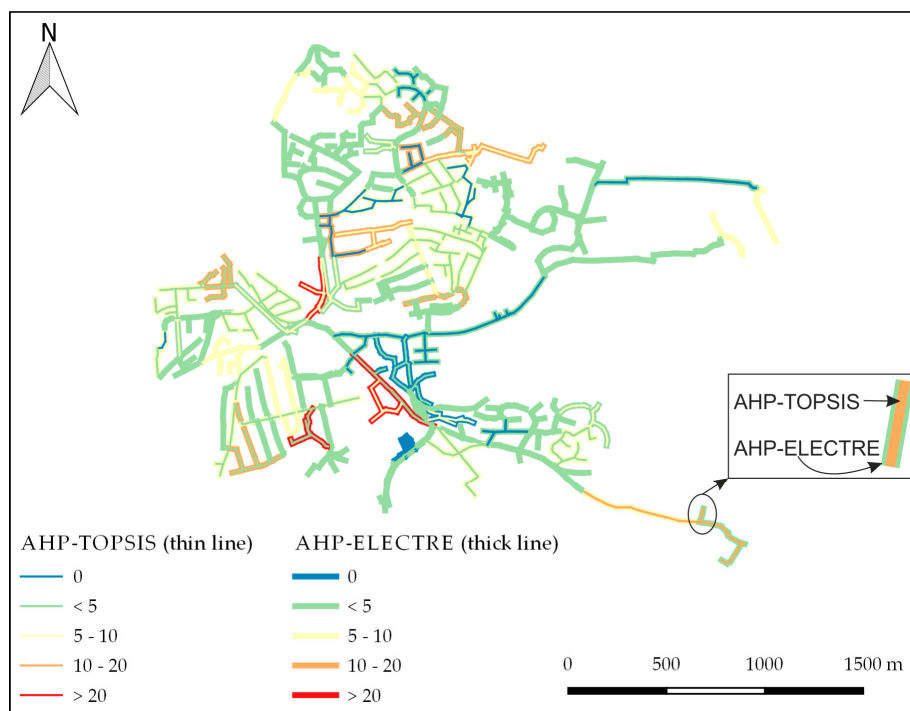 N
AHP-TOPSIS
AHP-ELECTRE
AHP-TOPSIS (thin line)
0
< 5
5 - 10
10 - 20
> 20
AHP-ELECTRE (thick line)
0
< 5
5 - 10
10 - 20
> 20
0 500 1000 1500 m